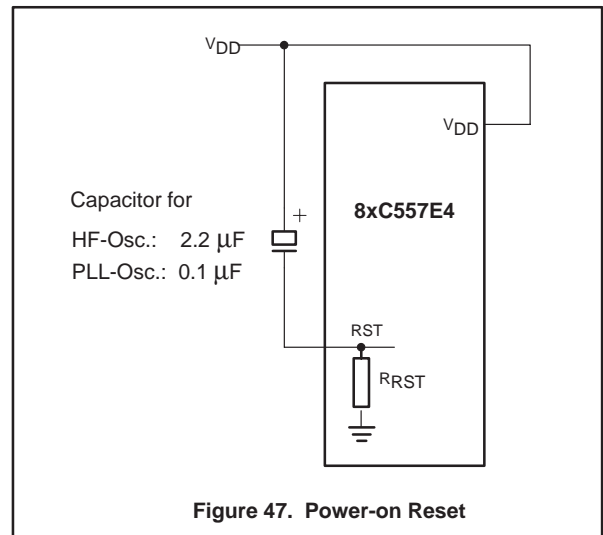 VDD
VDD
8xC557E4
Capacitor for
+
HF-Osc.: 2.2 µF
PLL-Osc.: 0.1 µF
RST
RRST
Figure 47. Power-on Reset